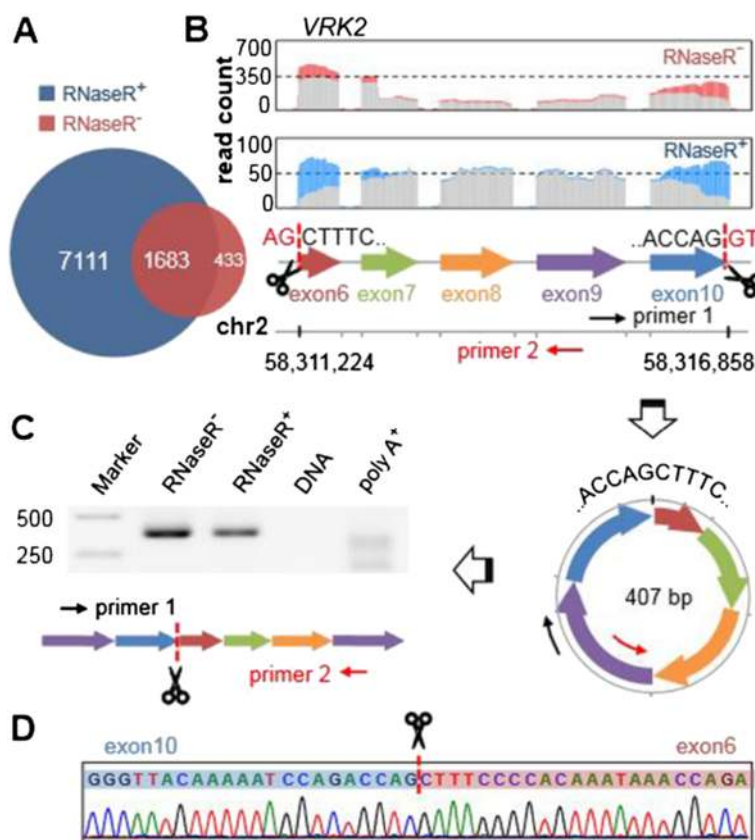 A
RNaseR⁺
RNaseR⁻
7111
1683
433
B
VRK2
read count
700
350
0
RNaseR⁻
100
50
0
RNaseR⁺
AG CTTTC..
..ACCAG GT
exon6
exon7
exon8
exon9
exon10
primer 1
chr2
primer 2
58,311,224
58,316,858
C
Marker
RNaseR⁻
RNaseR⁺
DNA
poly A⁺
500
250
primer 1
primer 2
..ACCAGCTTTC..
407 bp
D
exon10
exon6
GGGTTACAAAAATCCAGACCAGCTTTCCCCACAAATAAACCAGA